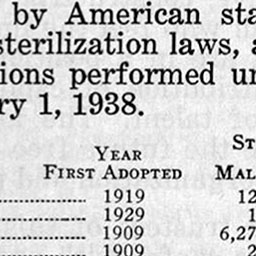 by American sta
sterilization laws, a
ions performed un
ry 1, 1938.
ST
YEAR
FIRST ADOPTED MAL
1919 12
1929 1
1909 6,27
1909 2